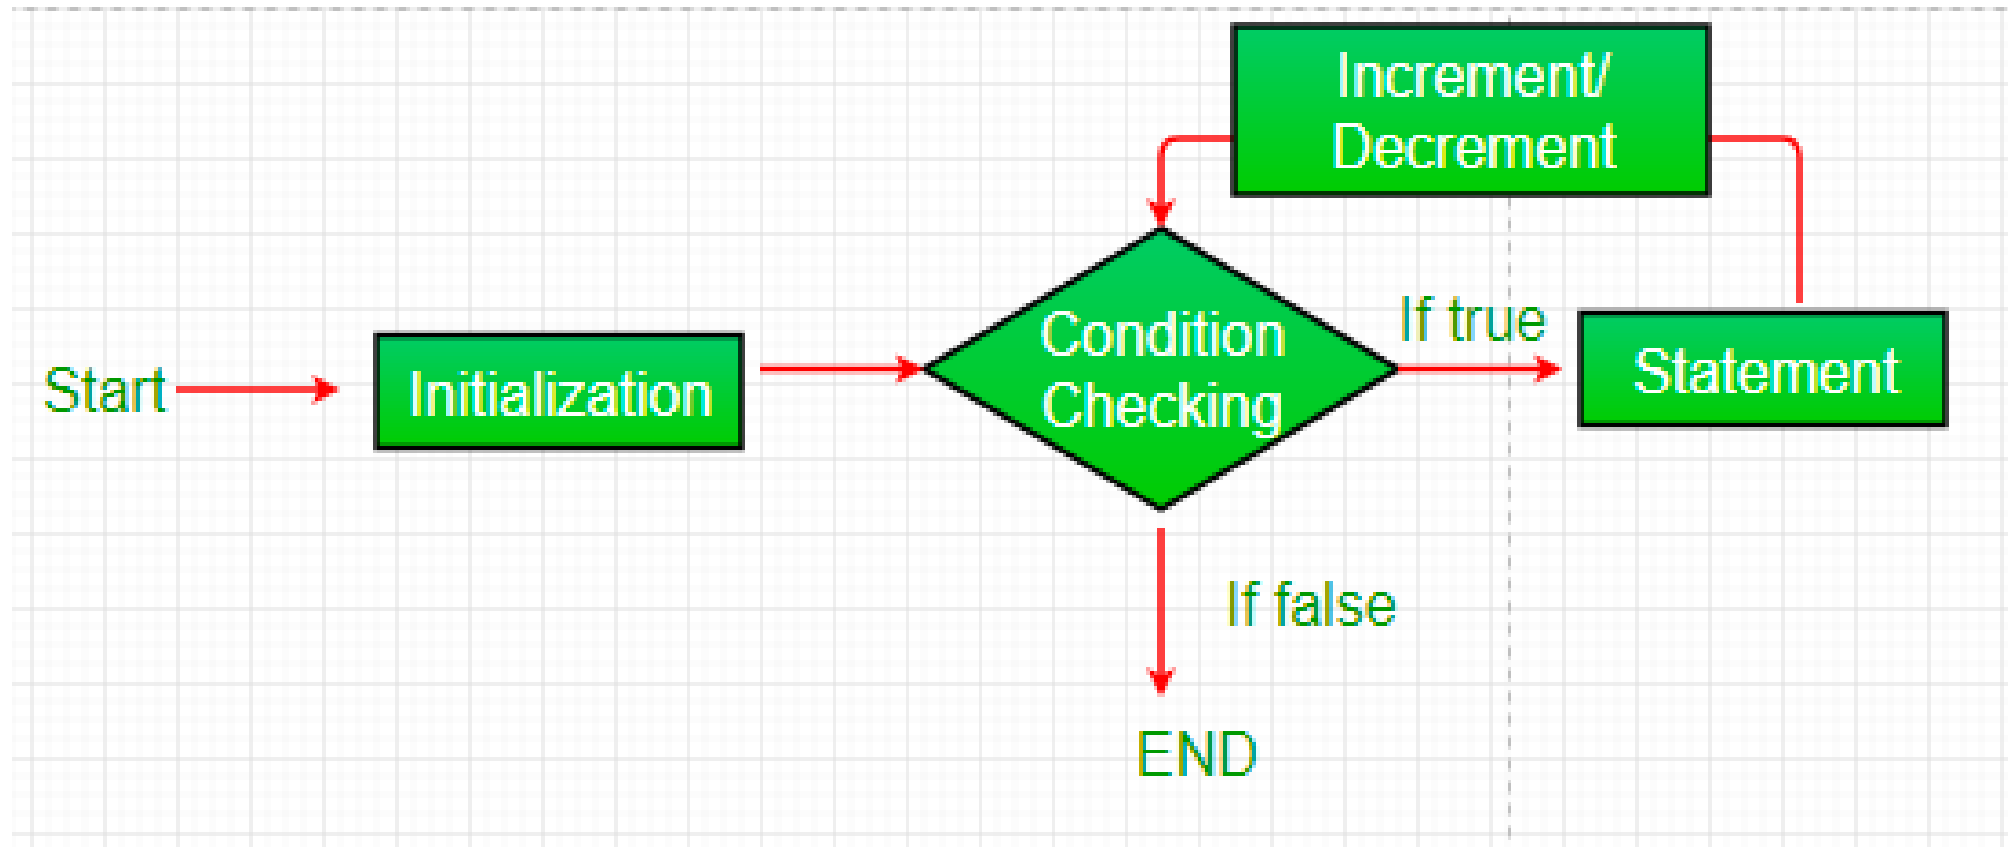 Start
Initialization
Condition
Checking
If true
Statement
Increment/
Decrement
If false
END